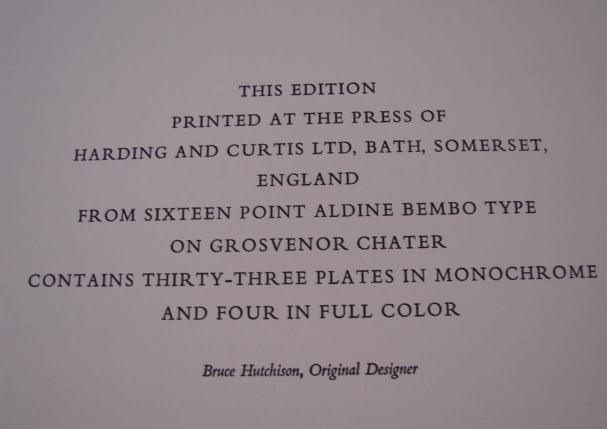 THIS EDITION
PRINTED AT THE PRESS OF
HARDING AND CURTIS LTD, BATH, SOMERSET,
ENGLAND
FROM SIXTEEN POINT ALDINE BEMBO TYPE
ON GROSVENOR CHATER
CONTAINS THIRTY-THREE PLATES IN MONOCHROME
AND FOUR IN FULL COLOR
Bruce Hutchison, Original Designer